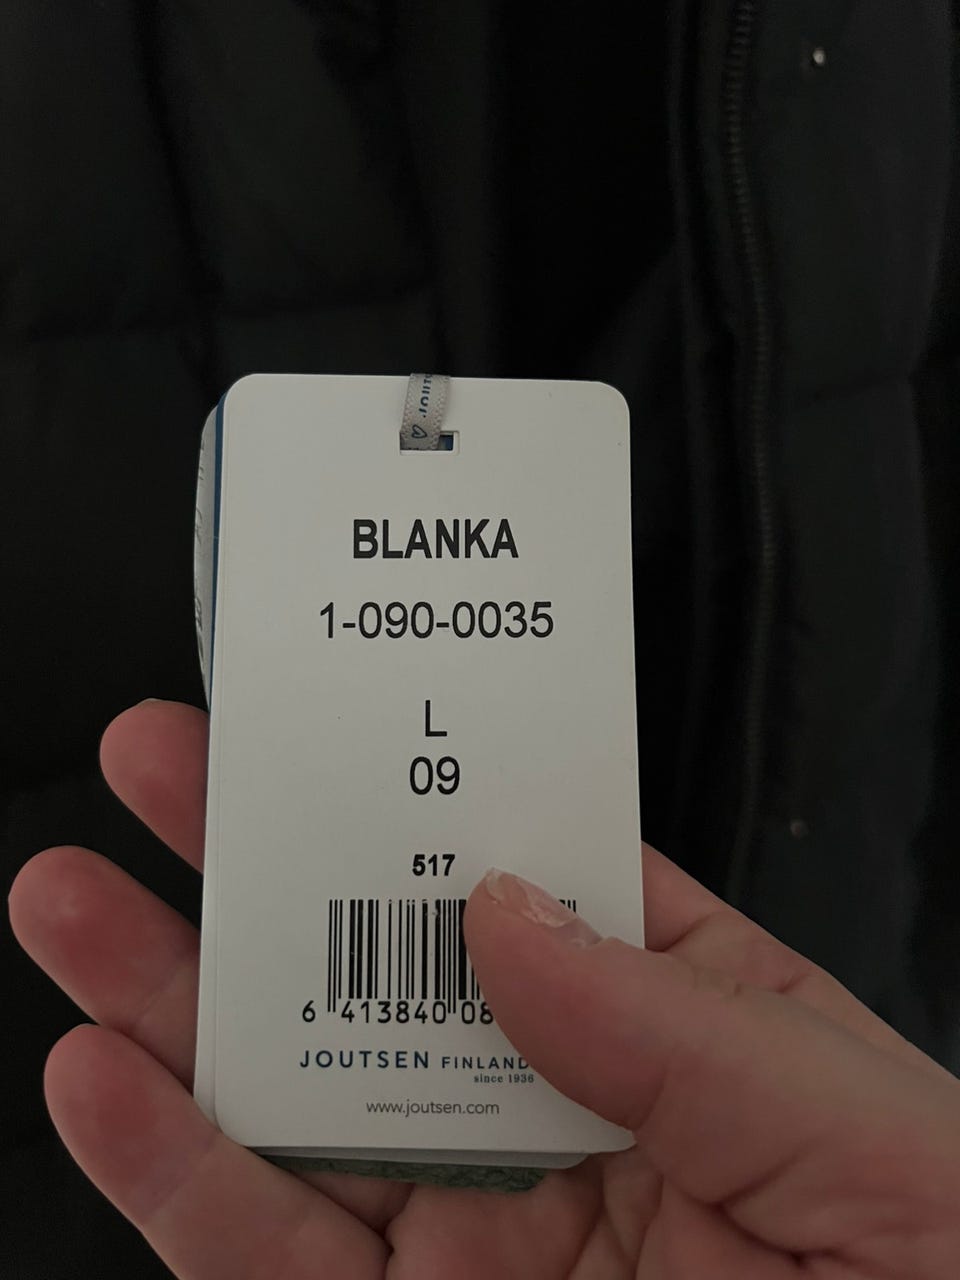 BLANKA
1-090-0035
L
09
517
6 413840 08
JOUTSEN FINLAND
since 1936
www.joutsen.com